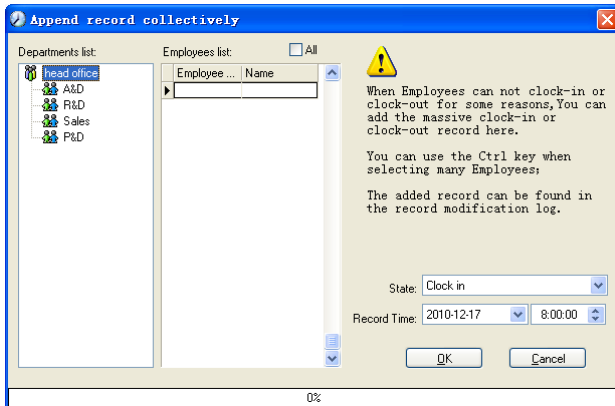 Append record collectively
Departments list:
head office
A&D
R&D
Sales
P&D
Employees list:
All
Employee ... Name
When Employees can not clock-in or
clock-out for some reasons,You can
add the massive clock-in or
clock-out record here.
You can use the Ctrl key when
selecting many Employees;
The added record can be found in
the record modification log.
State: Clock in
Record Time: 2010-12-17 8:00:00
OK Cancel
0%